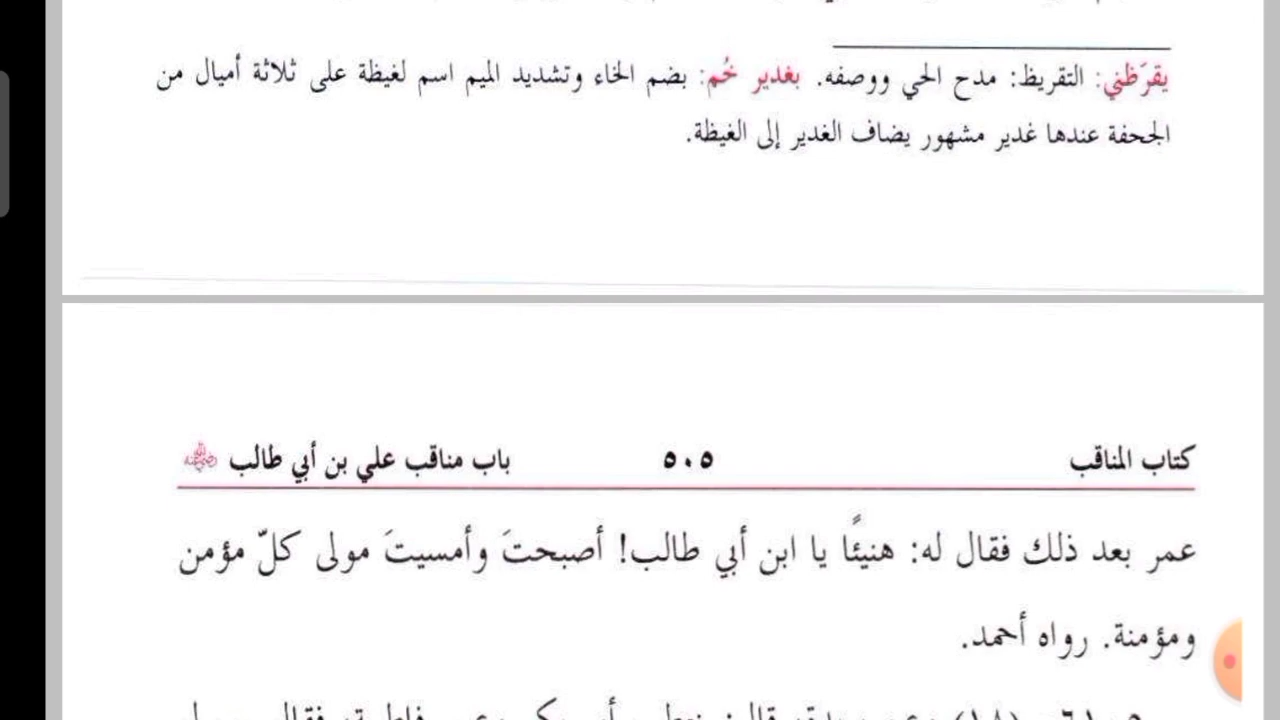 يقرّظني: التقريظ: مدح الحي ووصفه. بغدير خُم: بضم الخاء وتشديد الميم اسم لغيظة على ثلاثة أميال من
الجحفة عندها غدير مشهور يضاف الغدير إلى الغيظة.
كتاب المناقب ٥٠٥ باب مناقب علي بن أبي طالب
عمر بعد ذلك فقال له: هنيئًا يا ابن أبي طالب! أصبحتَ وأمسيتَ مولى كلّ مؤمن
ومؤمنة. رواه أحمد.